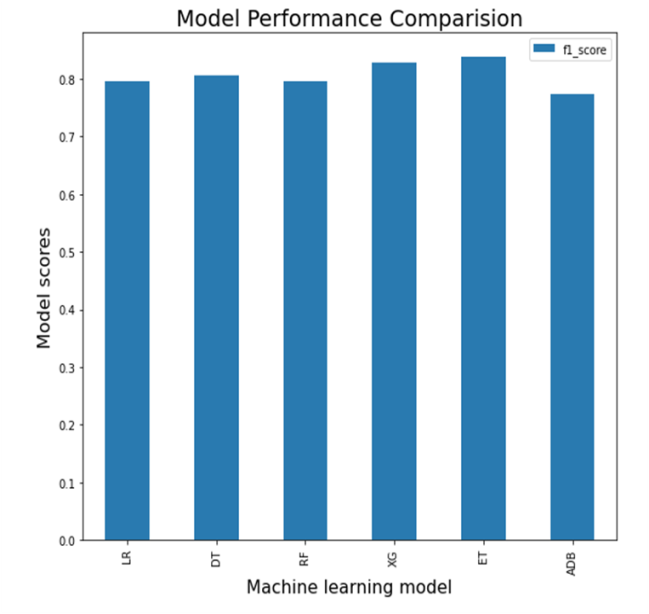 Model Performance Comparision
f1_score
Model scores
0.8
0.7
0.6
0.5
0.4
0.3
0.2
0.1
0.0
LR
DT
RF
XG
ET
ADB
Machine learning model